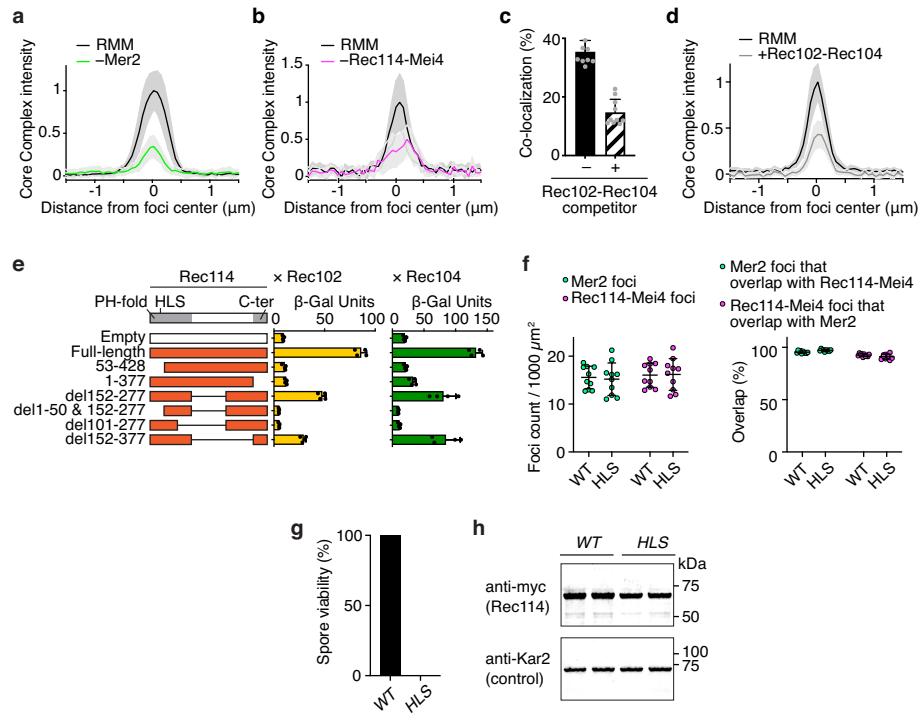 a
RMM
–Mer2
Core Complex intensity
1
0.5
0
−1 0 1
Distance from foci center (μm)
b
RMM
–Rec114-Mei4
Core Complex intensity
1.5
1
0.5
0
−1 0 1
Distance from foci center (μm)
c
Co-localization (%)
60
40
20
0
– +
Rec102-Rec104
competitor
d
RMM
+Rec102-Rec104
Core Complex intensity
1
0.5
0
−1 0 1
Distance from foci center (μm)
e
Rec114
× Rec102
× Rec104
PH-fold HLS C-ter
β-Gal Units
β-Gal Units
0 50 100
0 50 100 150
Empty
Full-length
53-428
1-377
del152-277
del1-50 & 152-277
del101-277
del152-377
f
Mer2 foci
Rec114-Mei4 foci
Foci count / 1000 μm²
20
10
0
WT HLS WT HLS
Mer2 foci that
overlap with Rec114-Mei4
Rec114-Mei4 foci that
overlap with Mer2
Overlap (%)
100
50
0
WT HLS WT HLS
g
Spore viability (%)
100
50
0
WT HLS
h
WT HLS
kDa
anti-myc
(Rec114)
75
50
anti-Kar2
(control)
100
75